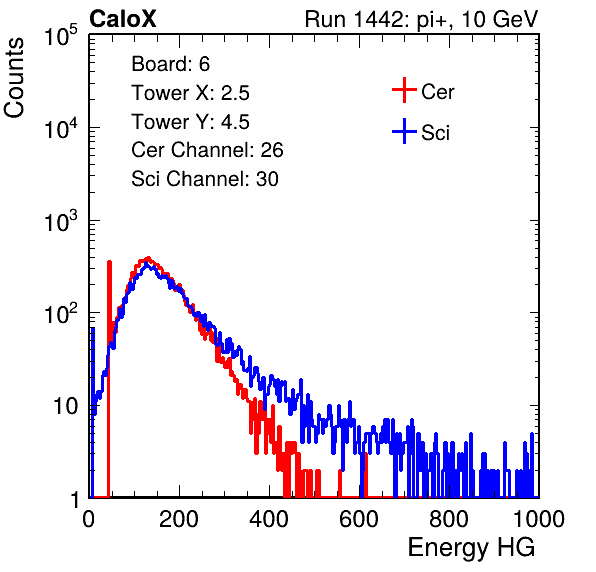 CaloX Run 1442: pi+, 10 GeV
Counts
Board: 6
Tower X: 2.5
Tower Y: 4.5
Cer Channel: 26
Sci Channel: 30
Cer
Sci
10^5
10^4
10^3
10^2
10
1
0 200 400 600 800 1000
Energy HG